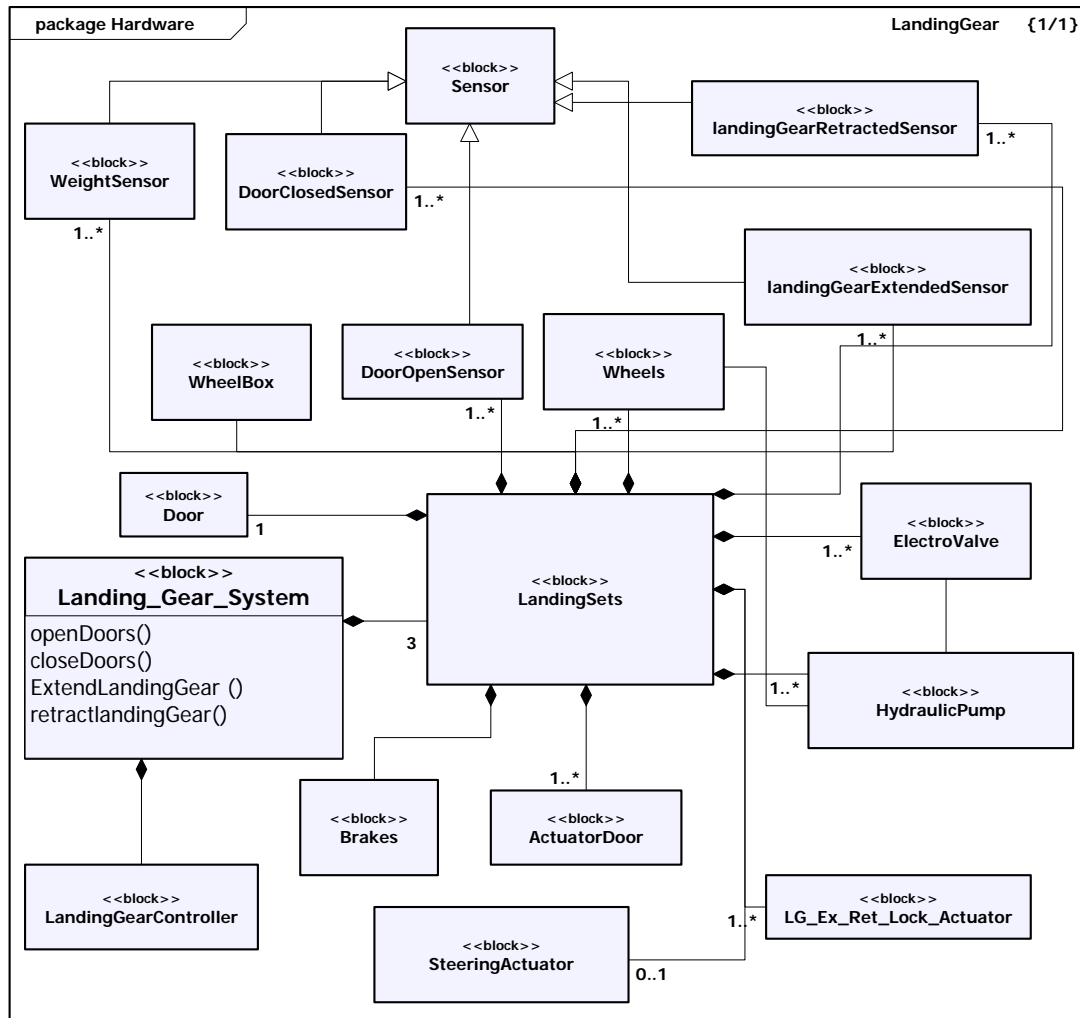 package Hardware
LandingGear {1/1}
<<block>>
Sensor
<<block>>
landingGearRetractedSensor
1..*
<<block>>
WeightSensor
1..*
<<block>>
DoorClosedSensor
1..*
<<block>>
landingGearExtendedSensor
1..*
<<block>>
WheelBox
<<block>>
DoorOpenSensor
1..*
<<block>>
Wheels
1..*
<<block>>
Door
1
<<block>>
LandingSets
<<block>>
ElectroValve
1..*
<<block>>
Landing_Gear_System
openDoors()
closeDoors()
ExtendLandingGear ()
retractlandingGear()
3
<<block>>
HydraulicPump
1..*
<<block>>
Brakes
1..*
<<block>>
ActuatorDoor
<<block>>
LandingGearController
<<block>>
SteeringActuator
0..1
<<block>>
LG_Ex_Ret_Lock_Actuator
1..*